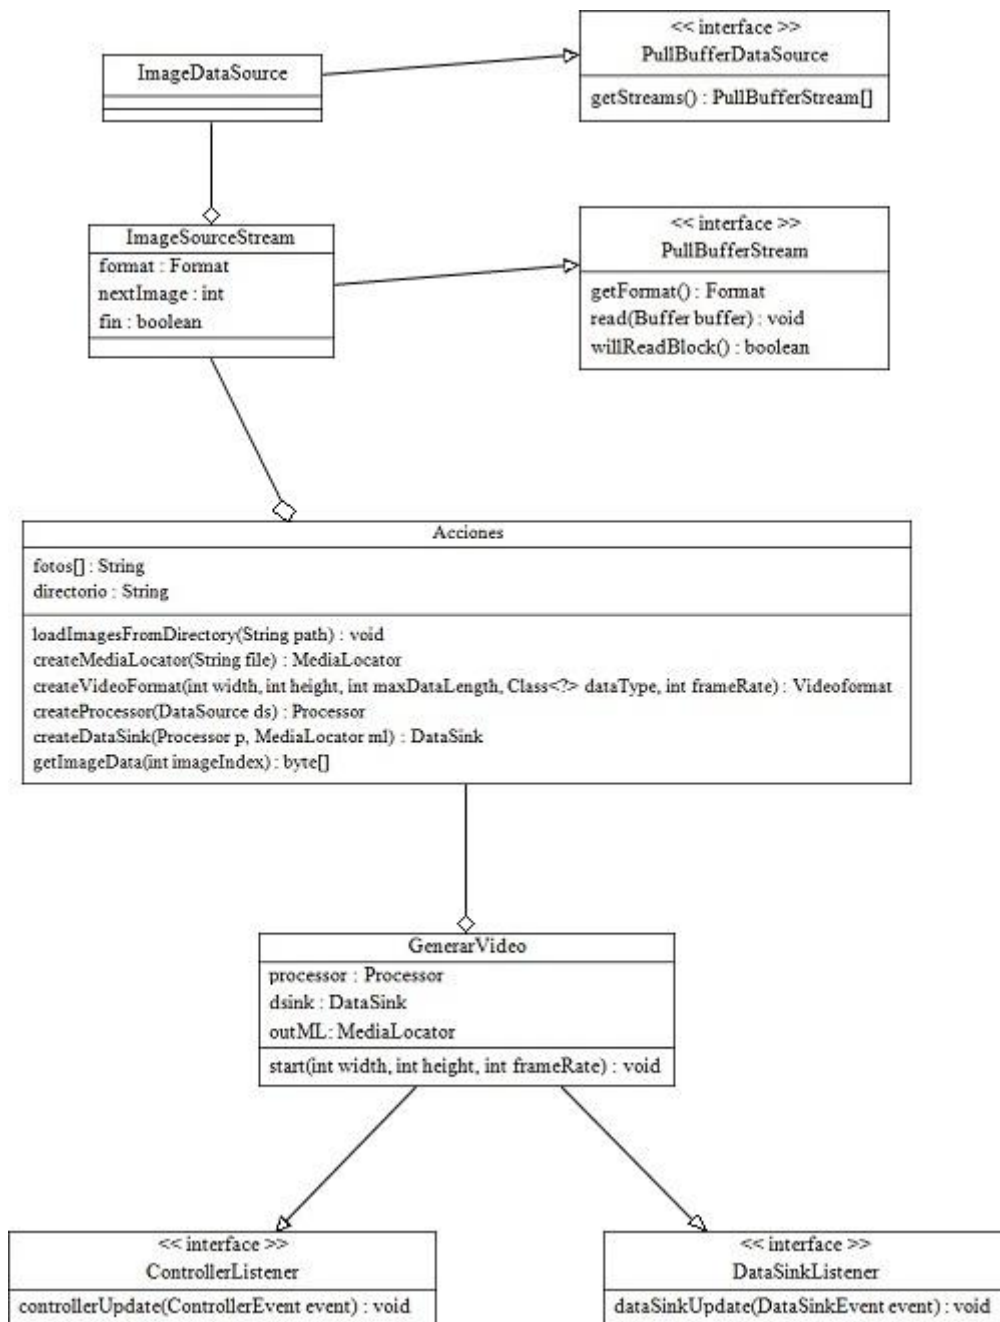 ImageDataSource
<< interface >>
PullBufferDataSource
getStreams() : PullBufferStream[]
ImageSourceStream
format : Format
nextImage : int
fin : boolean
<< interface >>
PullBufferStream
getFormat() : Format
read(Buffer buffer) : void
willReadBlock() : boolean
Acciones
fotos[] : String
directorio : String
loadImagesFromDirectory(String path) : void
createMediaLocator(String file) : MediaLocator
createVideoFormat(int width, int height, int maxDataLength, Class<?> dataType, int frameRate) : Videoformat
createProcessor(DataSource ds) : Processor
createDataSink(Processor p, MediaLocator ml) : DataSink
getImageData(int imageIndex) : byte[]
GenerarVideo
processor : Processor
dsink : DataSink
outML: MediaLocator
start(int width, int height, int frameRate) : void
<< interface >>
ControllerListener
controllerUpdate(ControllerEvent event) : void
<< interface >>
DataSinkListener
dataSinkUpdate(DataSinkEvent event) : void